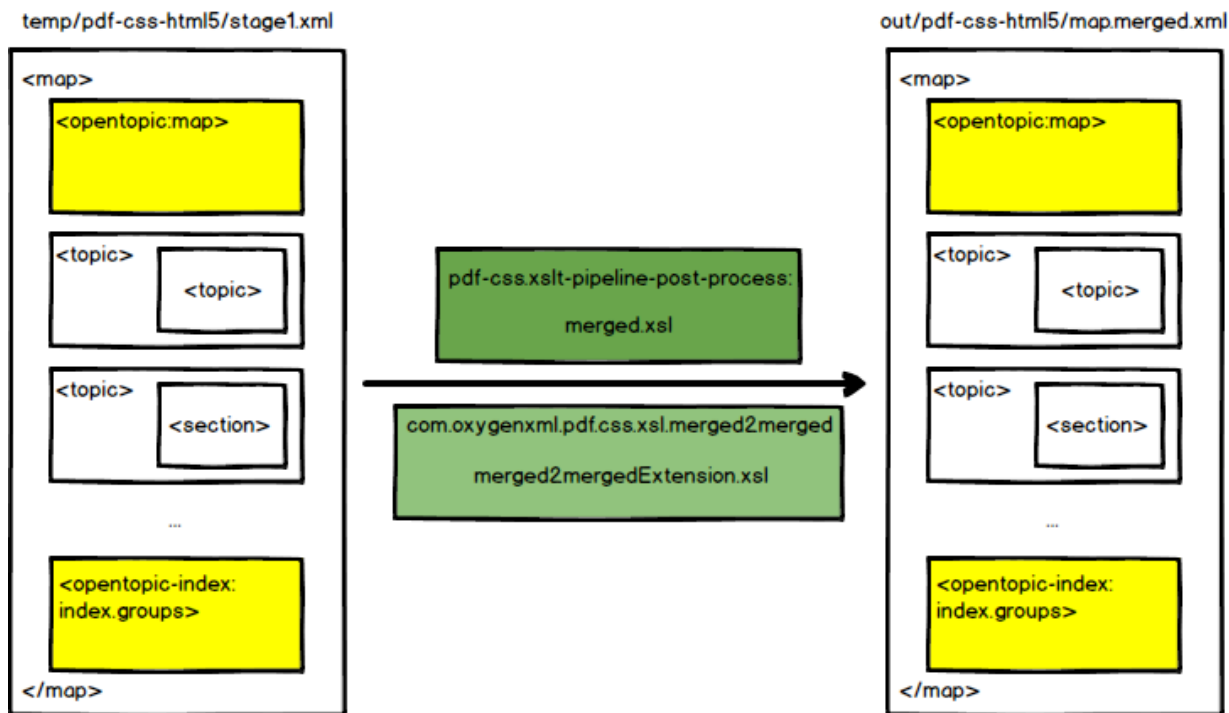 temp/pdf-css-html5/stage1.xml
<map>
<opentopic:map>
<topic>
<topic>
<topic>
<section>
...
<opentopic-index:
index.groups>
</map>
pdf-css.xslt-pipeline-post-process:
merged.xsl
com.oxygenxml.pdf.css.xsl.merged2merged
merged2mergedExtension.xsl
out/pdf-css-html5/map.merged.xml
<map>
<opentopic:map>
<topic>
<topic>
<topic>
<section>
...
<opentopic-index:
index.groups>
</map>